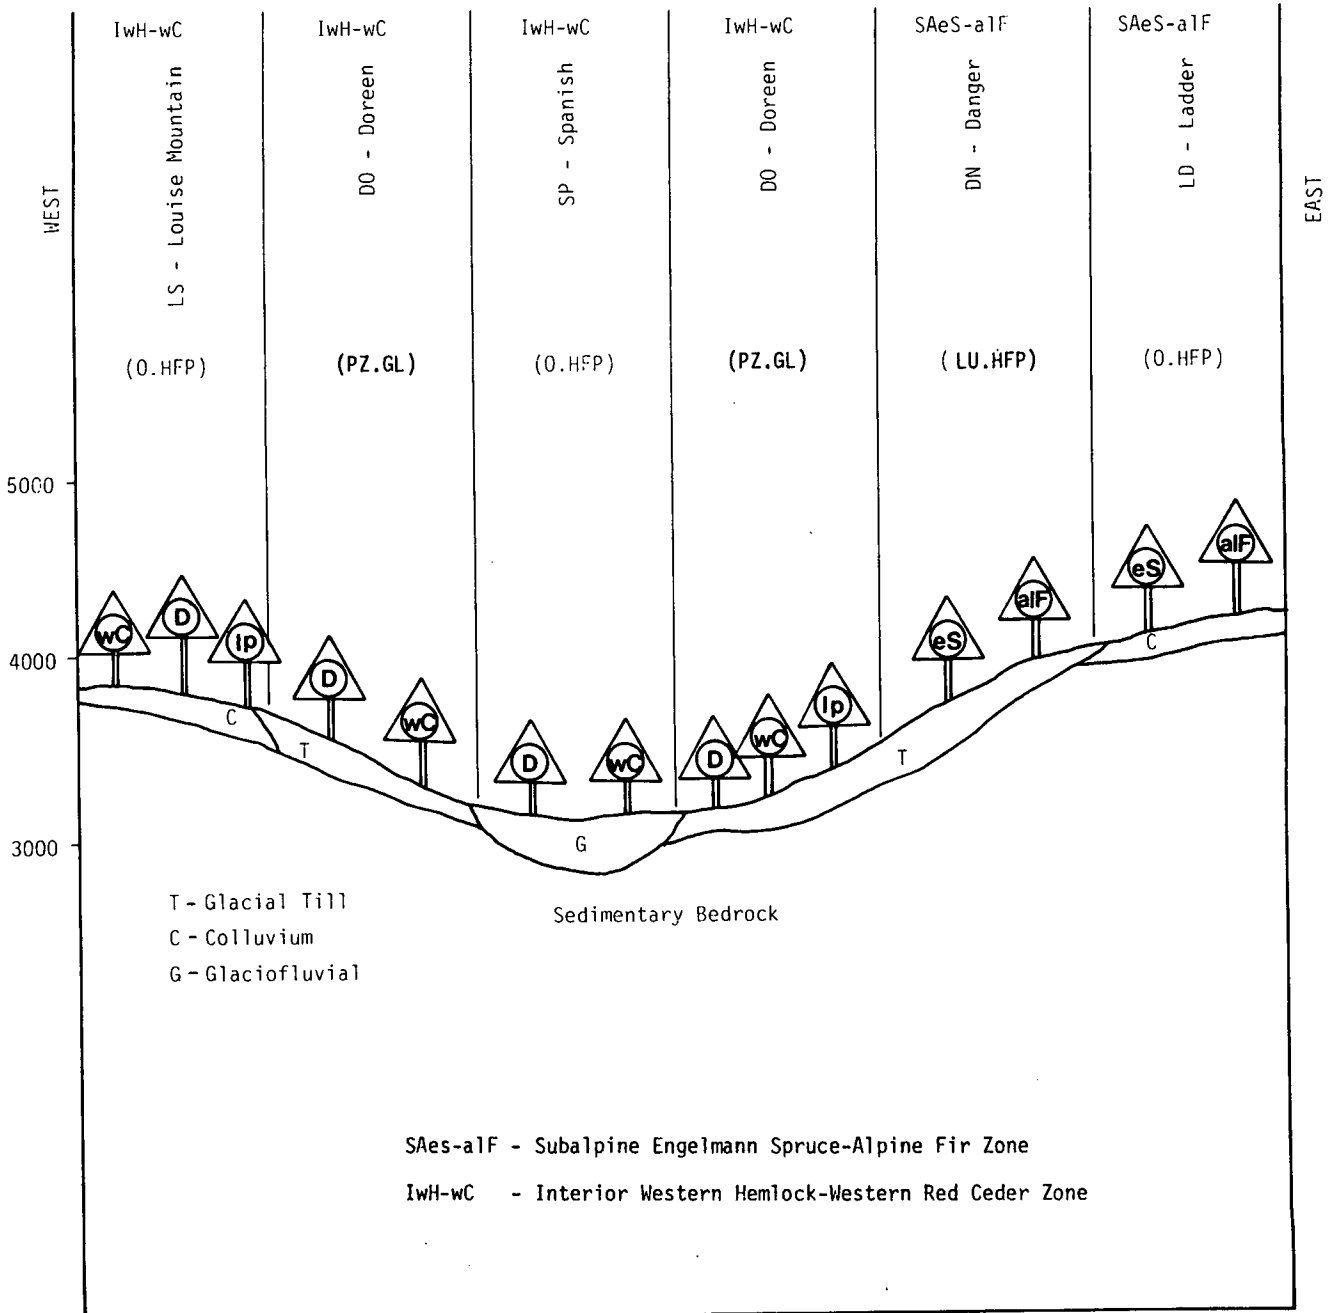 IwH-wC IwH-wC IwH-wC IwH-wC SAeS-alF SAeS-alF
WEST
LS - Louise Mountain
DO - Doreen
SP - Spanish
DO - Doreen
DN - Danger
LD - Ladder
EAST
(O.HFP) (PZ.GL) (O.HFP) (PZ.GL) (LU.HFP) (O.HFP)
5000
4000
3000
wC D lp D wC D wC D wC lp eS alF eS alF
C T G T C
T - Glacial Till
C - Colluvium
G - Glaciofluvial
Sedimentary Bedrock
SAes-alF - Subalpine Engelmann Spruce-Alpine Fir Zone
IwH-wC - Interior Western Hemlock-Western Red Ceder Zone